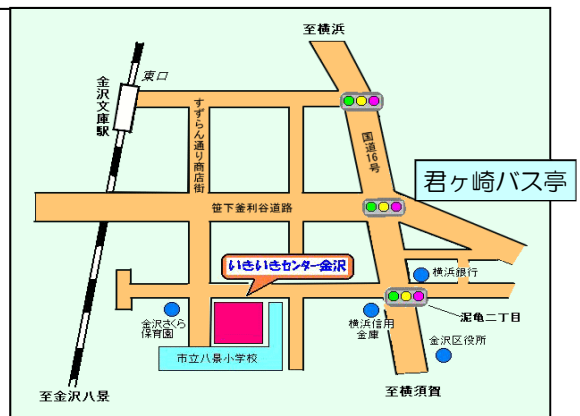 至横浜
東口
金沢文庫駅
すずらん通り商店街
国道16号
君ヶ崎バス亭
笹下釜利谷道路
いきいきセンター金沢
横浜銀行
金沢さくら
保育園
横浜信用
金庫
泥亀二丁目
市立八景小学校
金沢区役所
至金沢八景
至横須賀